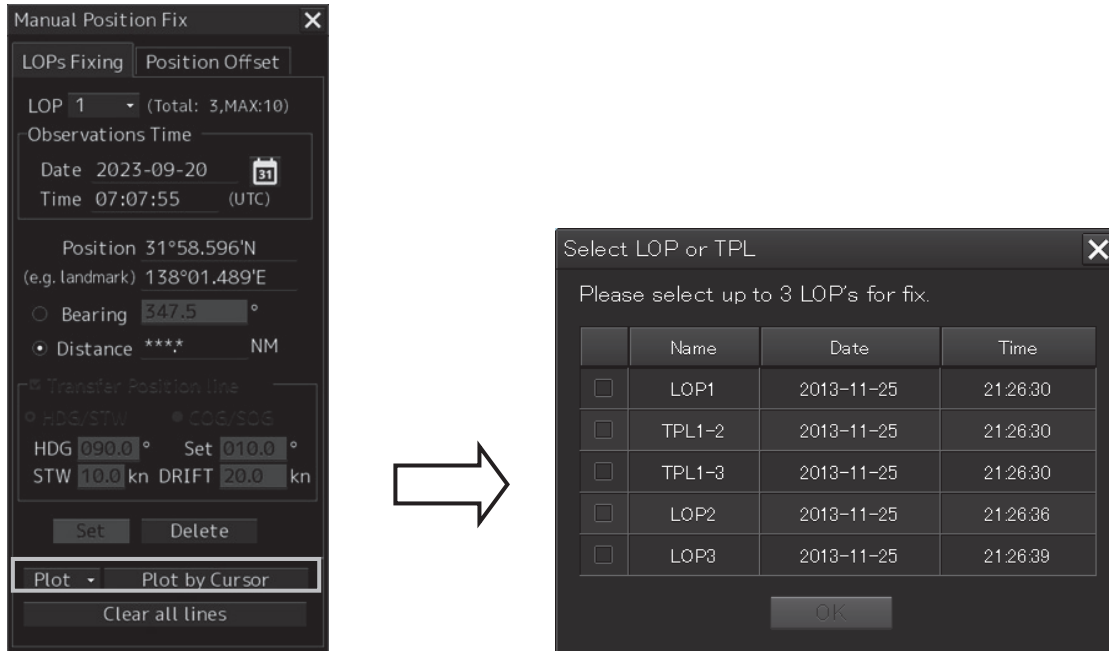 Manual Position Fix
LOPs Fixing Position Offset
LOP 1 (Total: 3,MAX:10)
Observations Time
Date 2023-09-20 31
Time 07:07:55 (UTC)
Position 31°58.596'N
(e.g. landmark) 138°01.489'E
Bearing 347.5 °
Distance ***.* NM
Transfer Position line
HDG/STW COG/SOG
HDG 090.0 ° Set 010.0 °
STW 10.0 kn DRIFT 20.0 kn
Set Delete
Plot Plot by Cursor
Clear all lines
Select LOP or TPL
Please select up to 3 LOP's for fix.
Name Date Time
LOP1 2013-11-25 21:26:30
TPL1-2 2013-11-25 21:26:30
TPL1-3 2013-11-25 21:26:30
LOP2 2013-11-25 21:26:36
LOP3 2013-11-25 21:26:39
OK